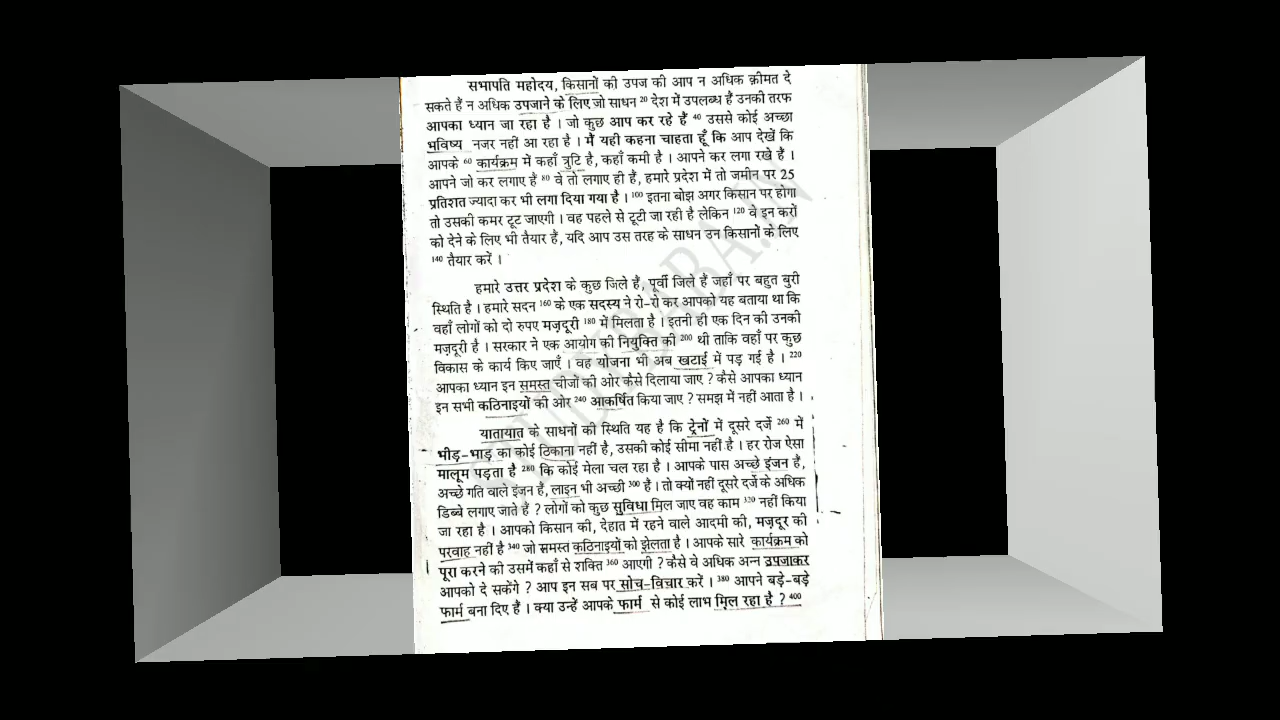 सभापति महोदय, किसानों की उपज की आप न अधिक क़ीमत दे
सकते हैं न अधिक उपजाने के लिए जो साधन 20 देश में उपलब्ध हैं उनकी तरफ
आपका ध्यान जा रहा है । जो कुछ आप कर रहे हैं 40 उससे कोई अच्छा
भविष्य नजर नहीं आ रहा है । मैं यही कहना चाहता हूँ कि आप देखें कि
आपके 60 कार्यक्रम में कहाँ त्रुटि है, कहाँ कमी है । आपने कर लगा रखे हैं ।
आपने जो कर लगाए हैं 80 वे तो लगाए ही हैं, हमारे प्रदेश में तो जमीन पर 25
प्रतिशत ज्यादा कर भी लगा दिया गया है । 100 इतना बोझ अगर किसान पर होगा
तो उसकी कमर टूट जाएगी । वह पहले से टूटी जा रही है लेकिन 120 वे इन करों
को देने के लिए भी तैयार हैं, यदि आप उस तरह के साधन उन किसानों के लिए
140 तैयार करें ।
हमारे उत्तर प्रदेश के कुछ जिले हैं, पूर्वी जिले हैं जहाँ पर बहुत बुरी
स्थिति है । हमारे सदन 160 के एक सदस्य ने रो-रो कर आपको यह बताया था कि
वहाँ लोगों को दो रुपए मज़दूरी 180 में मिलता है । इतनी ही एक दिन की उनकी
मज़दूरी है । सरकार ने एक आयोग की नियुक्ति की 200 थी ताकि वहाँ पर कुछ
विकास के कार्य किए जाएँ । वह योजना भी अब खटाई में पड़ गई है । 220
आपका ध्यान इन समस्त चीजों की ओर कैसे दिलाया जाए ? कैसे आपका ध्यान
इन सभी कठिनाइयों की ओर 240 आकर्षित किया जाए ? समझ में नहीं आता है ।
यातायात के साधनों की स्थिति यह है कि ट्रेनों में दूसरे दर्जे 260 में
भीड़-भाड़ का कोई ठिकाना नहीं है, उसकी कोई सीमा नहीं है । हर रोज ऐसा
मालूम पड़ता है 280 कि कोई मेला चल रहा है । आपके पास अच्छे इंजन हैं,
अच्छे गति वाले इंजन हैं, लाइन भी अच्छी 300 हैं । तो क्यों नहीं दूसरे दर्जे के अधिक
डिब्बे लगाए जाते हैं ? लोगों को कुछ सुविधा मिल जाए वह काम 320 नहीं किया
जा रहा है । आपको किसान की, देहात में रहने वाले आदमी की, मज़दूर की
परवाह नहीं है 340 जो समस्त कठिनाइयों को झेलता है । आपके सारे कार्यक्रम को
पूरा करने की उसमें कहाँ से शक्ति 360 आएगी ? कैसे वे अधिक अन्न उपजाकर
आपको दे सकेंगे ? आप इन सब पर सोच-विचार करें । 380 आपने बड़े-बड़े
फार्म बना दिए हैं । क्या उन्हें आपके फार्म से कोई लाभ मिल रहा है ? 400
STUDYBABA.IN